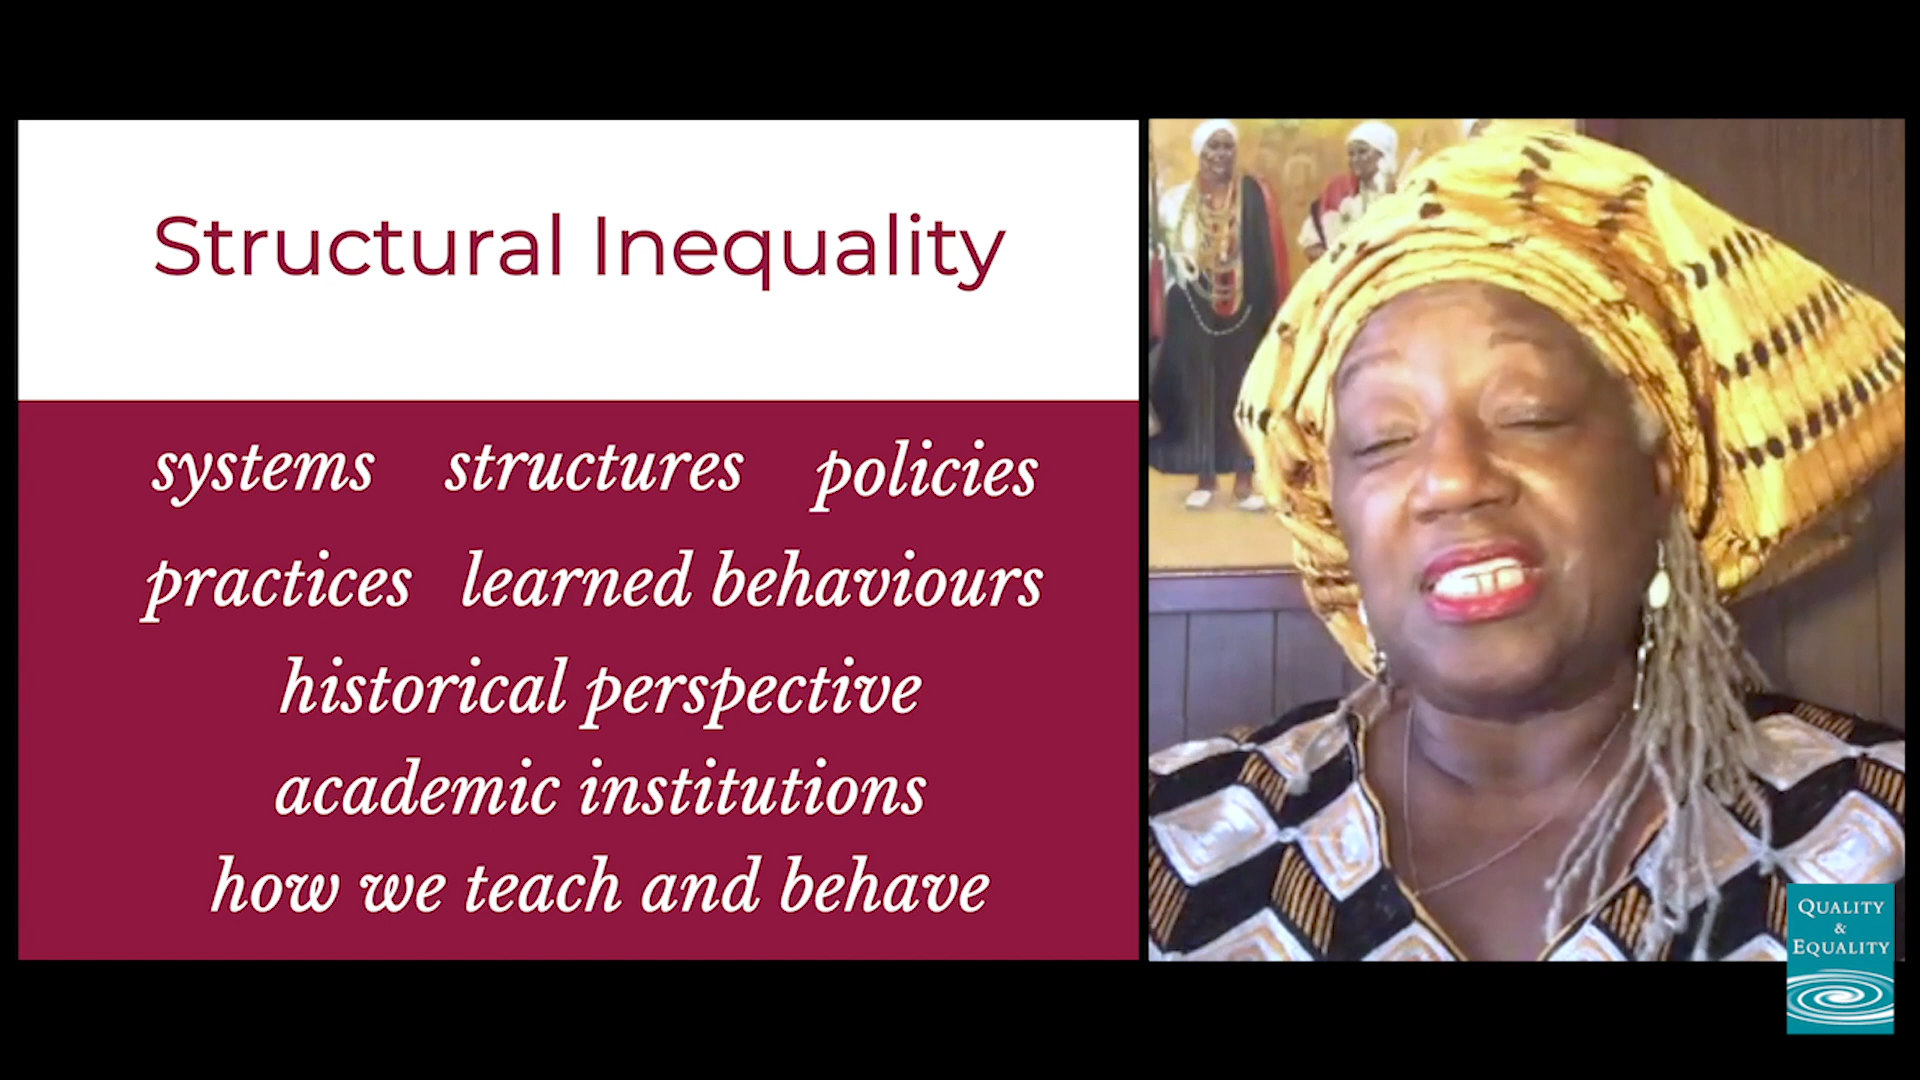 Structural Inequality
systems structures policies
practices learned behaviours
historical perspective
academic institutions
how we teach and behave
QUALITY
&
EQUALITY